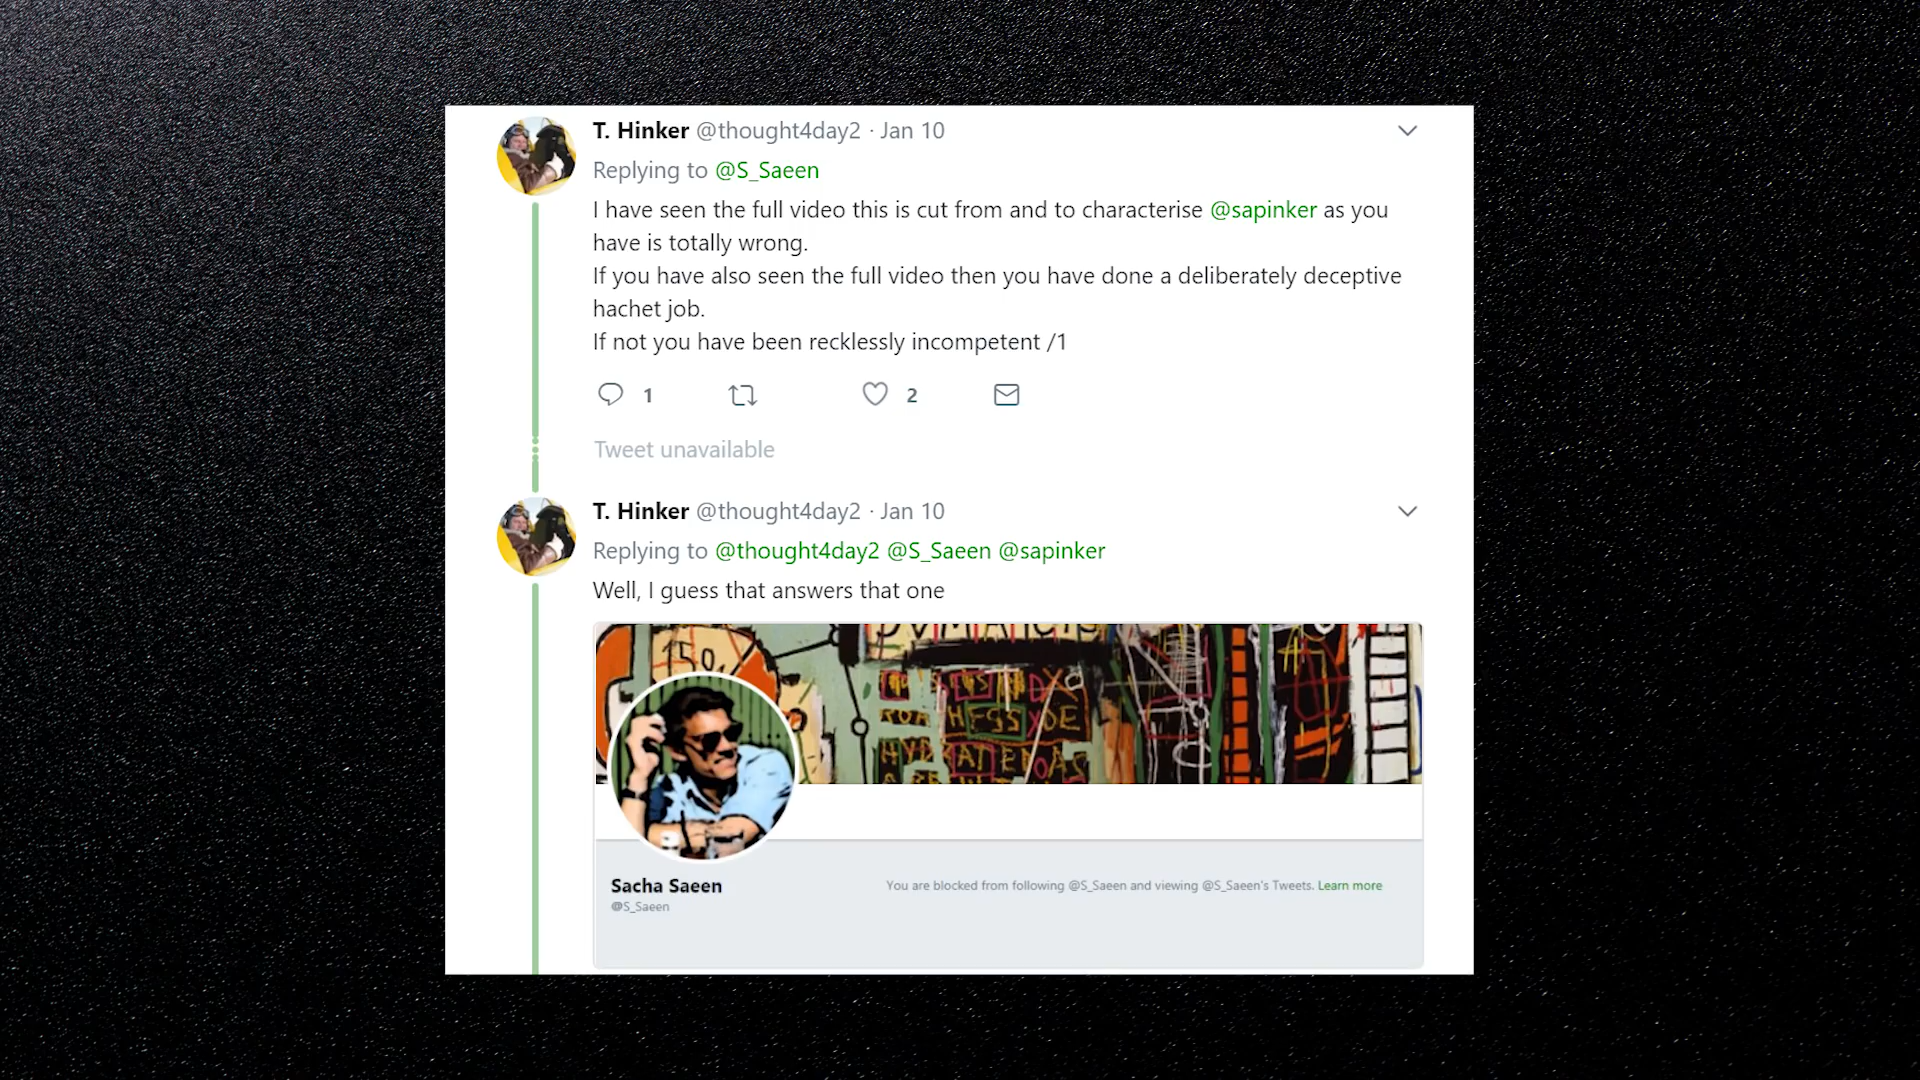 T. Hinker @thought4day2 · Jan 10
Replying to @S_Saeen
I have seen the full video this is cut from and to characterise @sapinker as you
have is totally wrong.
If you have also seen the full video then you have done a deliberately deceptive
hachet job.
If not you have been recklessly incompetent /1
1 2
Tweet unavailable
T. Hinker @thought4day2 · Jan 10
Replying to @thought4day2 @S_Saeen @sapinker
Well, I guess that answers that one
150
Sacha Saeen
You are blocked from following @S_Saeen and viewing @S_Saeen's Tweets. Learn more
@S_Saeen